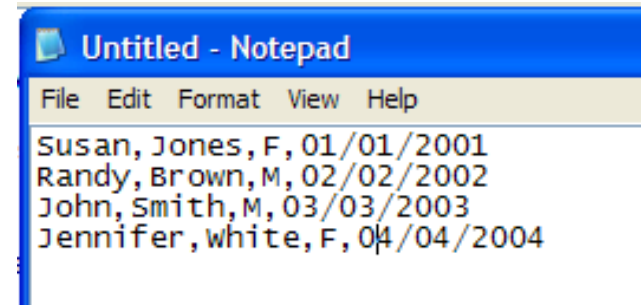 Untitled - Notepad
File Edit Format View Help
Susan,Jones,F,01/01/2001
Randy,Brown,M,02/02/2002
John,Smith,M,03/03/2003
Jennifer,White,F,04/04/2004